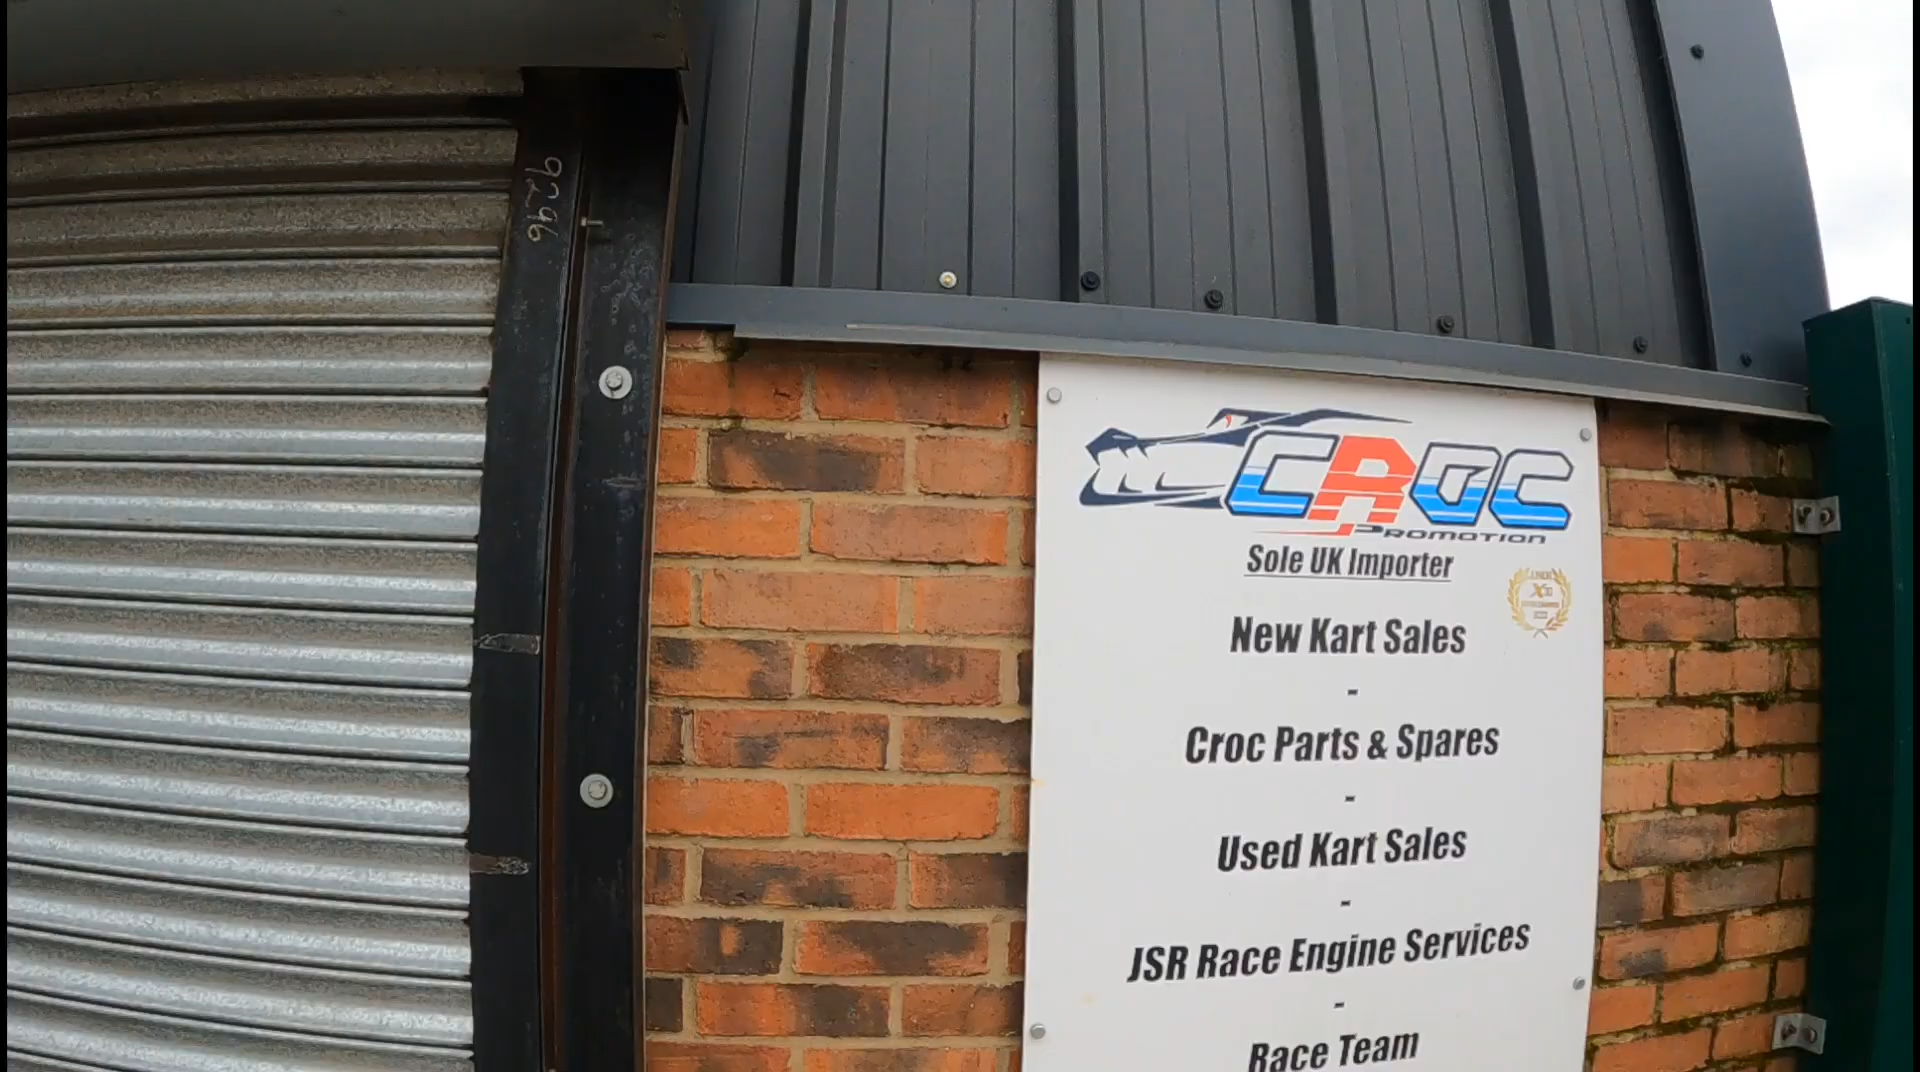 97296
CROC
PROMOTION
Sole UK Importer
New Kart Sales
-
Croc Parts & Spares
-
Used Kart Sales
-
JSR Race Engine Services
-
Race Team